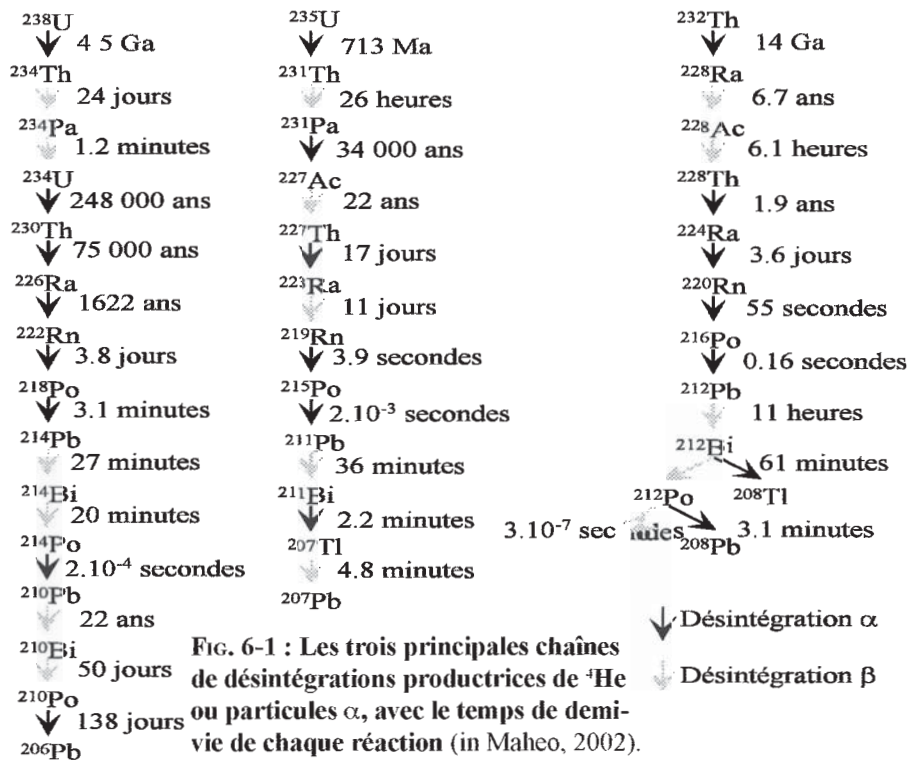 ²³⁸U
4 5 Ga
²³⁴Th
24 jours
²³⁴Pa
1.2 minutes
²³⁴U
248 000 ans
²³⁰Th
75 000 ans
²²⁶Ra
1622 ans
²²²Rn
3.8 jours
²¹⁸Po
3.1 minutes
²¹⁴Pb
27 minutes
²¹⁴Bi
20 minutes
²¹⁴Po
2.10⁻⁴ secondes
²¹⁰Pb
22 ans
²¹⁰Bi
50 jours
²¹⁰Po
138 jours
²⁰⁶Pb
²³⁵U
713 Ma
²³¹Th
26 heures
²³¹Pa
34 000 ans
²²⁷Ac
22 ans
²²⁷Th
17 jours
²²³Ra
11 jours
²¹⁹Rn
3.9 secondes
²¹⁵Po
2.10⁻³ secondes
²¹¹Pb
36 minutes
²¹¹Bi
2.2 minutes
²⁰⁷Tl
4.8 minutes
²⁰⁷Pb
²³²Th
14 Ga
²²⁸Ra
6.7 ans
²²⁸Ac
6.1 heures
²²⁸Th
1.9 ans
²²⁴Ra
3.6 jours
²²⁰Rn
55 secondes
²¹⁶Po
0.16 secondes
²¹²Pb
11 heures
²¹²Bi
61 minutes
²¹²Po
²⁰⁸Tl
3.10⁻⁷ sec
3.1 minutes
²⁰⁸Pb
Désintégration α
Désintégration β
FIG. 6-1 : Les trois principales chaînes
de désintégrations productrices de ⁴He
ou particules α, avec le temps de demi-
vie de chaque réaction (in Maheo, 2002).